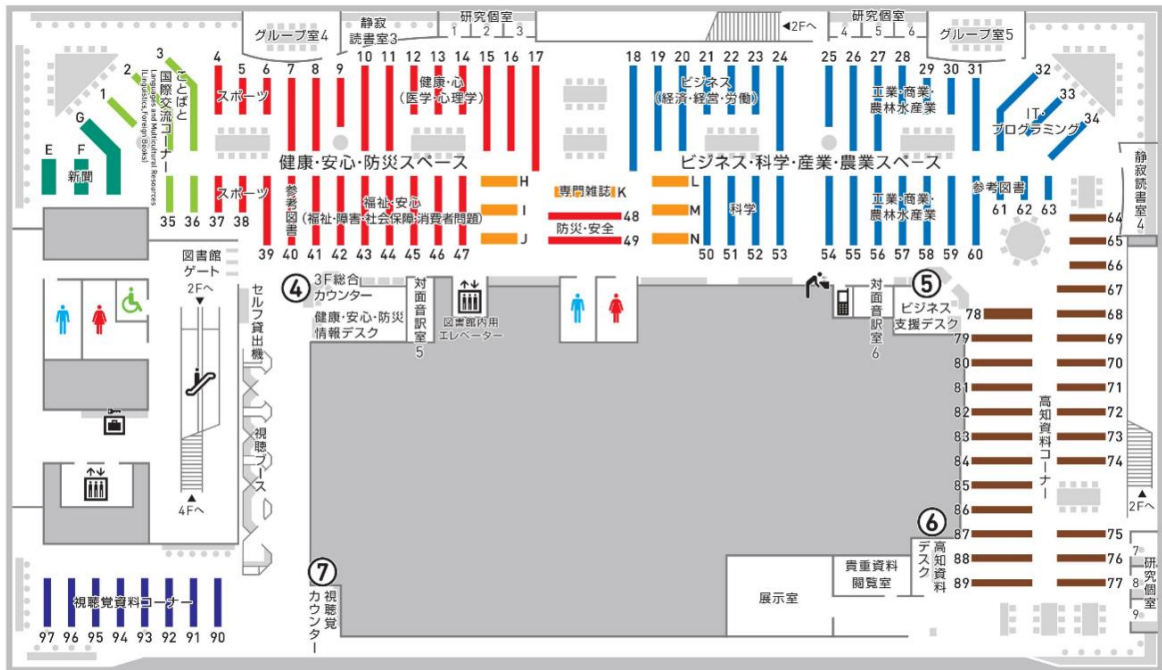 グループ室4
静寂
読書室3
研究個室
1 2 3
◀2Fへ
研究個室
4 5 6
グループ室5
1
2
3
ことばと
国際交流コーナー
Languages and Multicultural Resources
(Linguistics, Foreign Books)
4 5 6 7 8 9 10 11 12 13 14 15 16 17
18 19 20 21 22 23 24 25 26 27 28 29 30 31
32
33
34
スポーツ
健康・心
(医学・心理学)
ビジネス
(経済・経営・労働)
工業・商業・
農林水産業
IT・
プログラミング
G
E F
新聞
健康・安心・防災スペース
ビジネス・科学・産業・農業スペース
静寂読書室4
スポーツ
参考図書
福祉・安心
(福祉・障害・社会保障・消費者問題)
H
I
J
専門雑誌 K
48
防災・安全
49
L
M
N
科学
工業・商業・
農林水産業
参考図書
61 62 63
35 36 37 38
39 40 41 42 43 44 45 46 47
50 51 52 53 54 55 56 57 58 59 60
64
65
66
67
68
69
70
71
72
73
74
75
76
77
図書館
ゲート
2Fへ
▼
▲
4Fへ
セルフ貸出機
視聴ブース
④
3F総合
カウンター
健康・安心・防災
情報デスク
対面音訳室5
図書館内用
エレベーター
対面音訳室6
⑤
ビジネス
支援デスク
78
79
80
81
82
83
84
85
86
87
88
89
高知資料コーナー
▲
2Fへ
研究個室
7
8
9
⑥
高知資料
デスク
貴重資料
閲覧室
展示室
⑦
視聴覚
カウンター
視聴覚資料コーナー
97 96 95 94 93 92 91 90